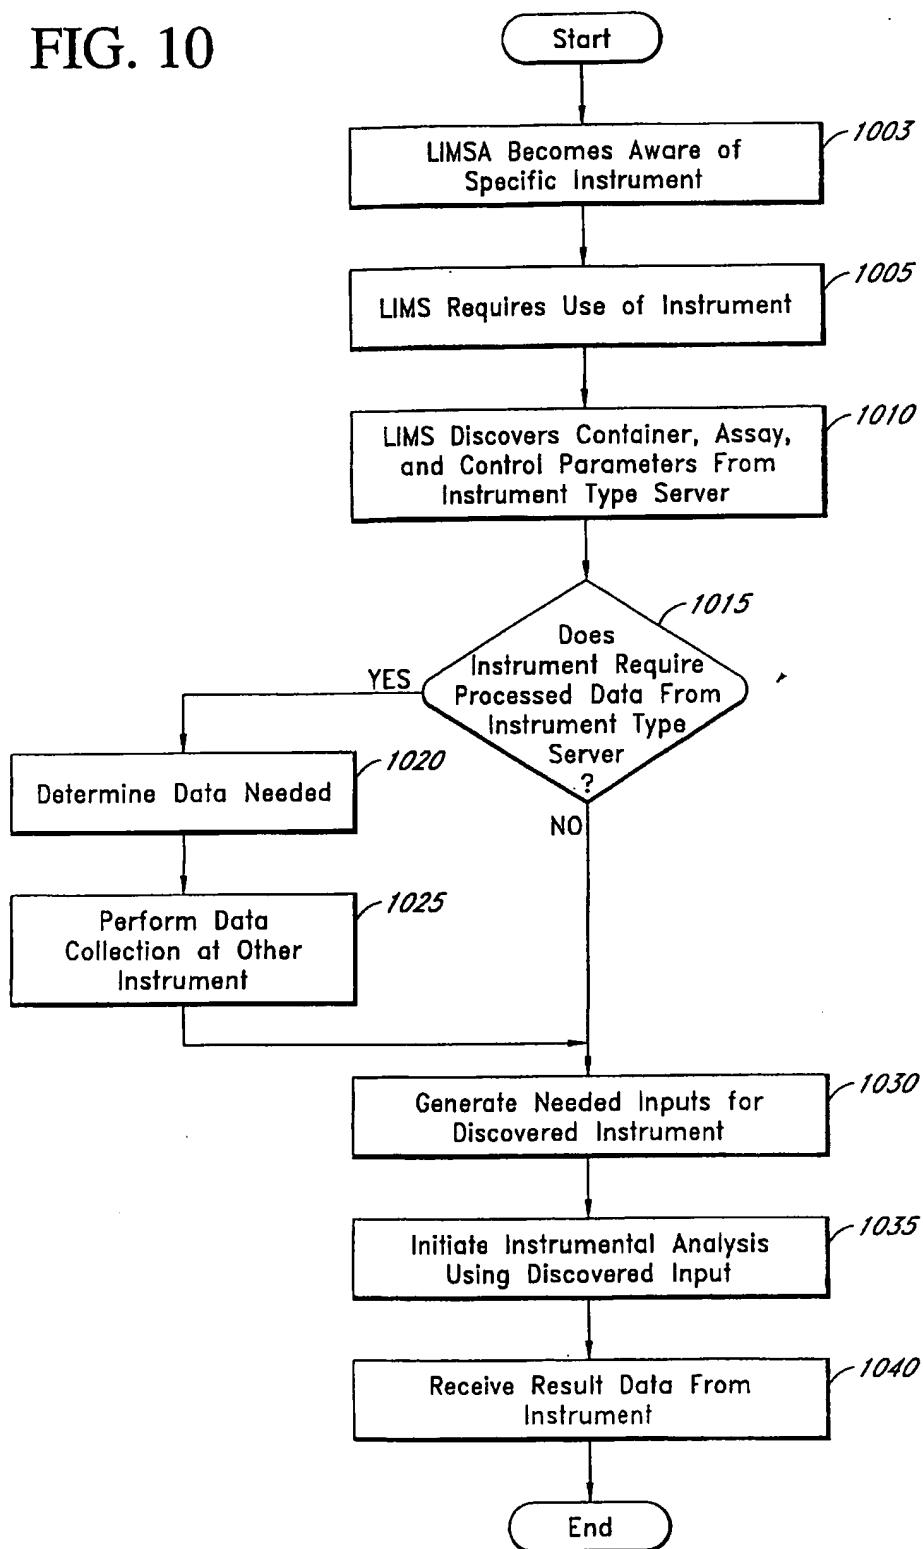 FIG. 10
Start
LIMSA Becomes Aware of
Specific Instrument
1003
LIMS Requires Use of Instrument
1005
LIMS Discovers Container, Assay,
and Control Parameters From
Instrument Type Server
1010
Does
Instrument Require
Processed Data From
Instrument Type
Server
?
1015
YES
NO
Determine Data Needed
1020
Perform Data
Collection at Other
Instrument
1025
Generate Needed Inputs for
Discovered Instrument
1030
Initiate Instrumental Analysis
Using Discovered Input
1035
Receive Result Data From
Instrument
1040
End